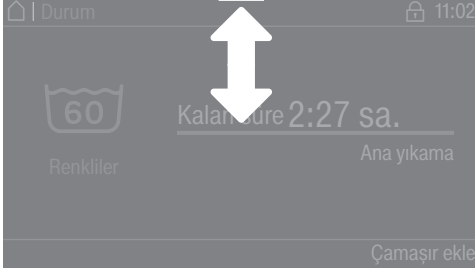 Durum 11:02
60
Kalan süre 2:27 sa.
Ana yıkama
Renkliler
Çamaşır ekle